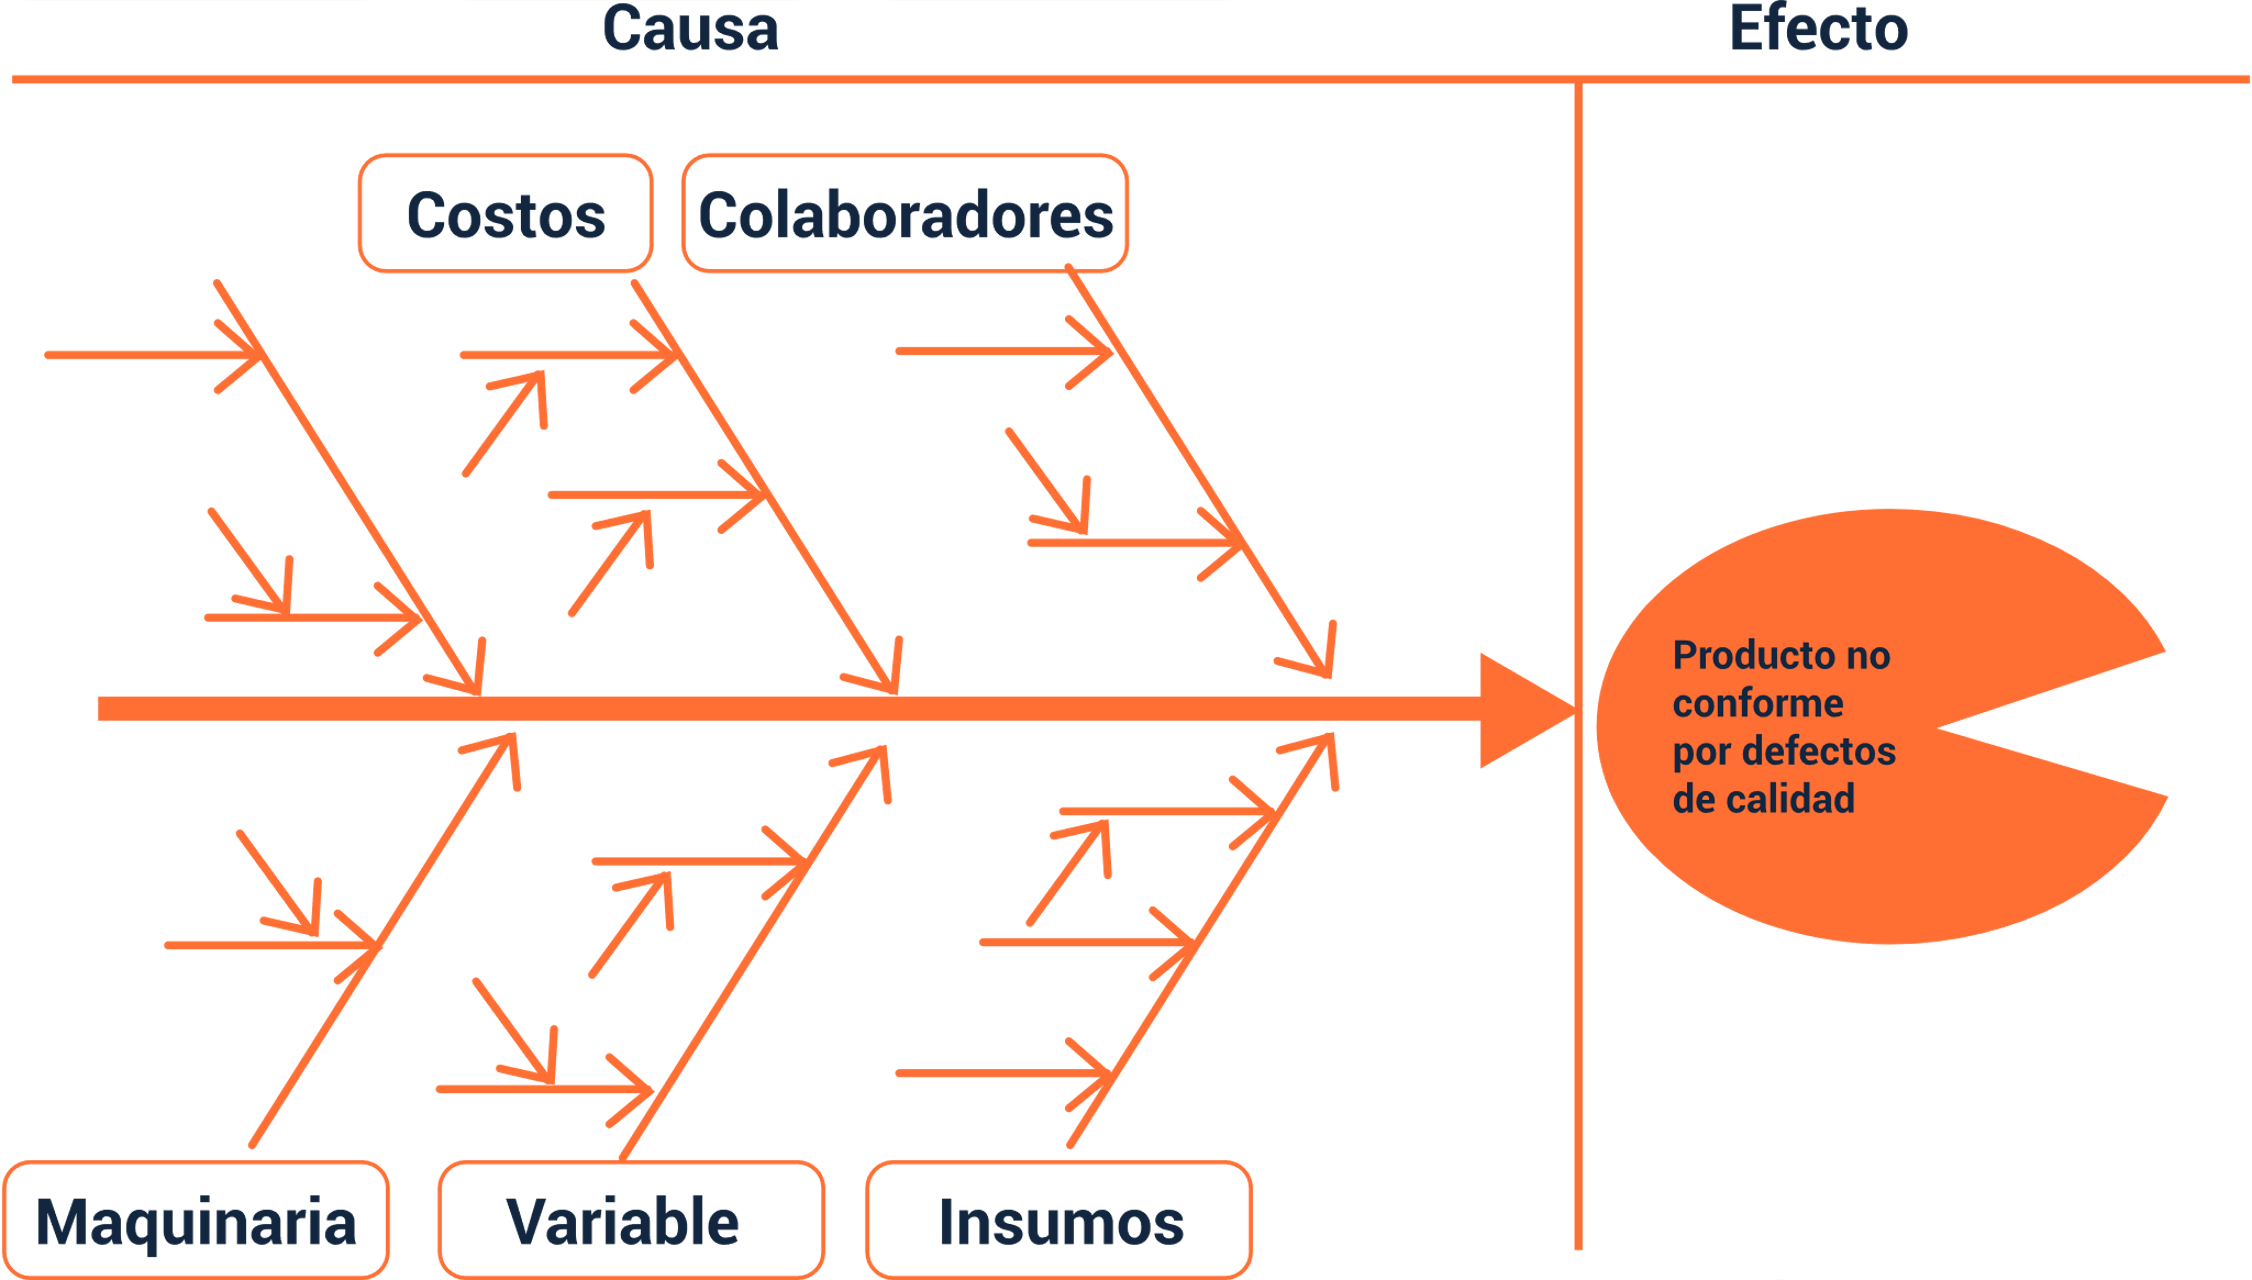 Causa
Efecto
Costos
Colaboradores
Producto no
conforme
por defectos
de calidad
Maquinaria
Variable
Insumos